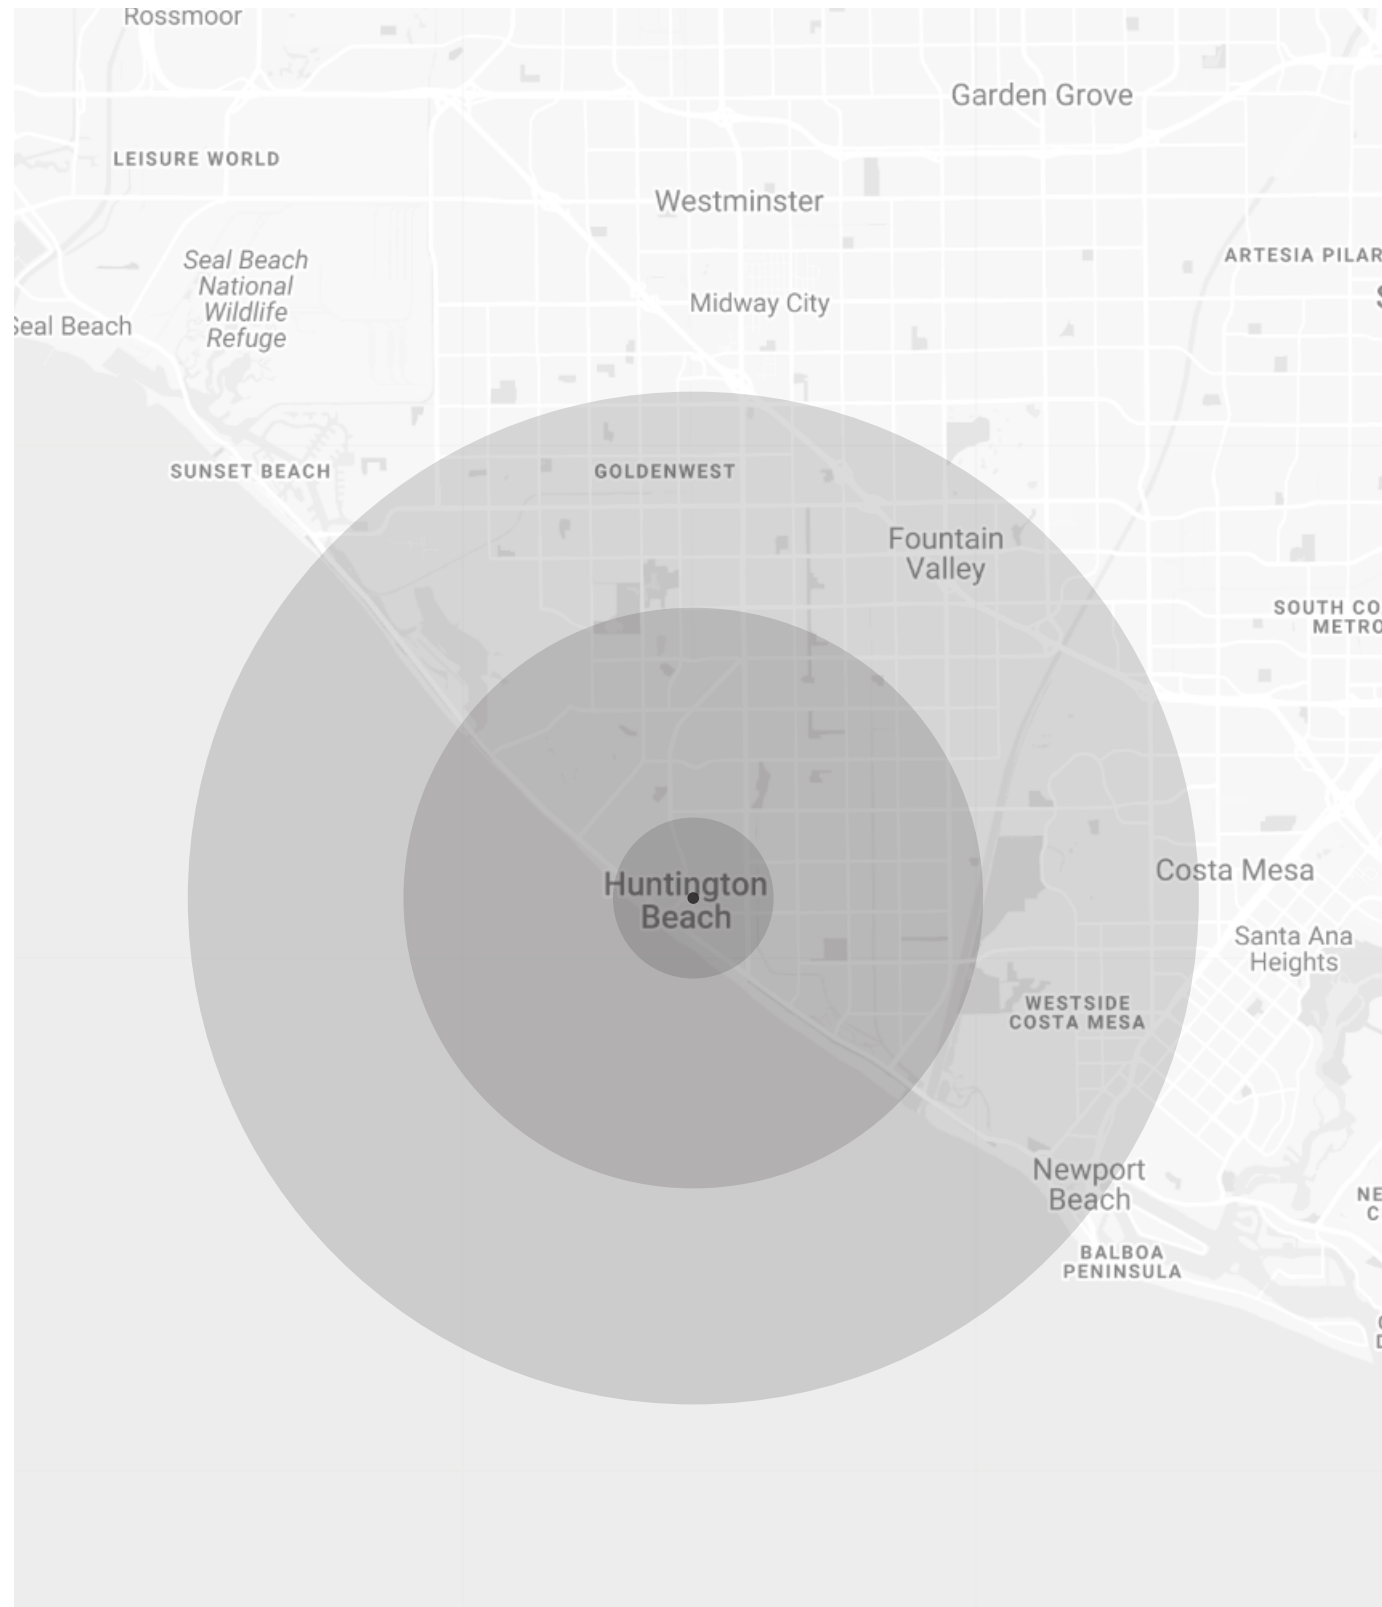 Rossmoor
Garden Grove
LEISURE WORLD
Westminster
ARTESIA PILAR
Seal Beach
National
Wildlife
Refuge
Midway City
Seal Beach
SUNSET BEACH
GOLDENWEST
Fountain
Valley
SOUTH CO
METRO
Huntington
Beach
Costa Mesa
Santa Ana
Heights
WESTSIDE
COSTA MESA
Newport
Beach
NE
C
BALBOA
PENINSULA